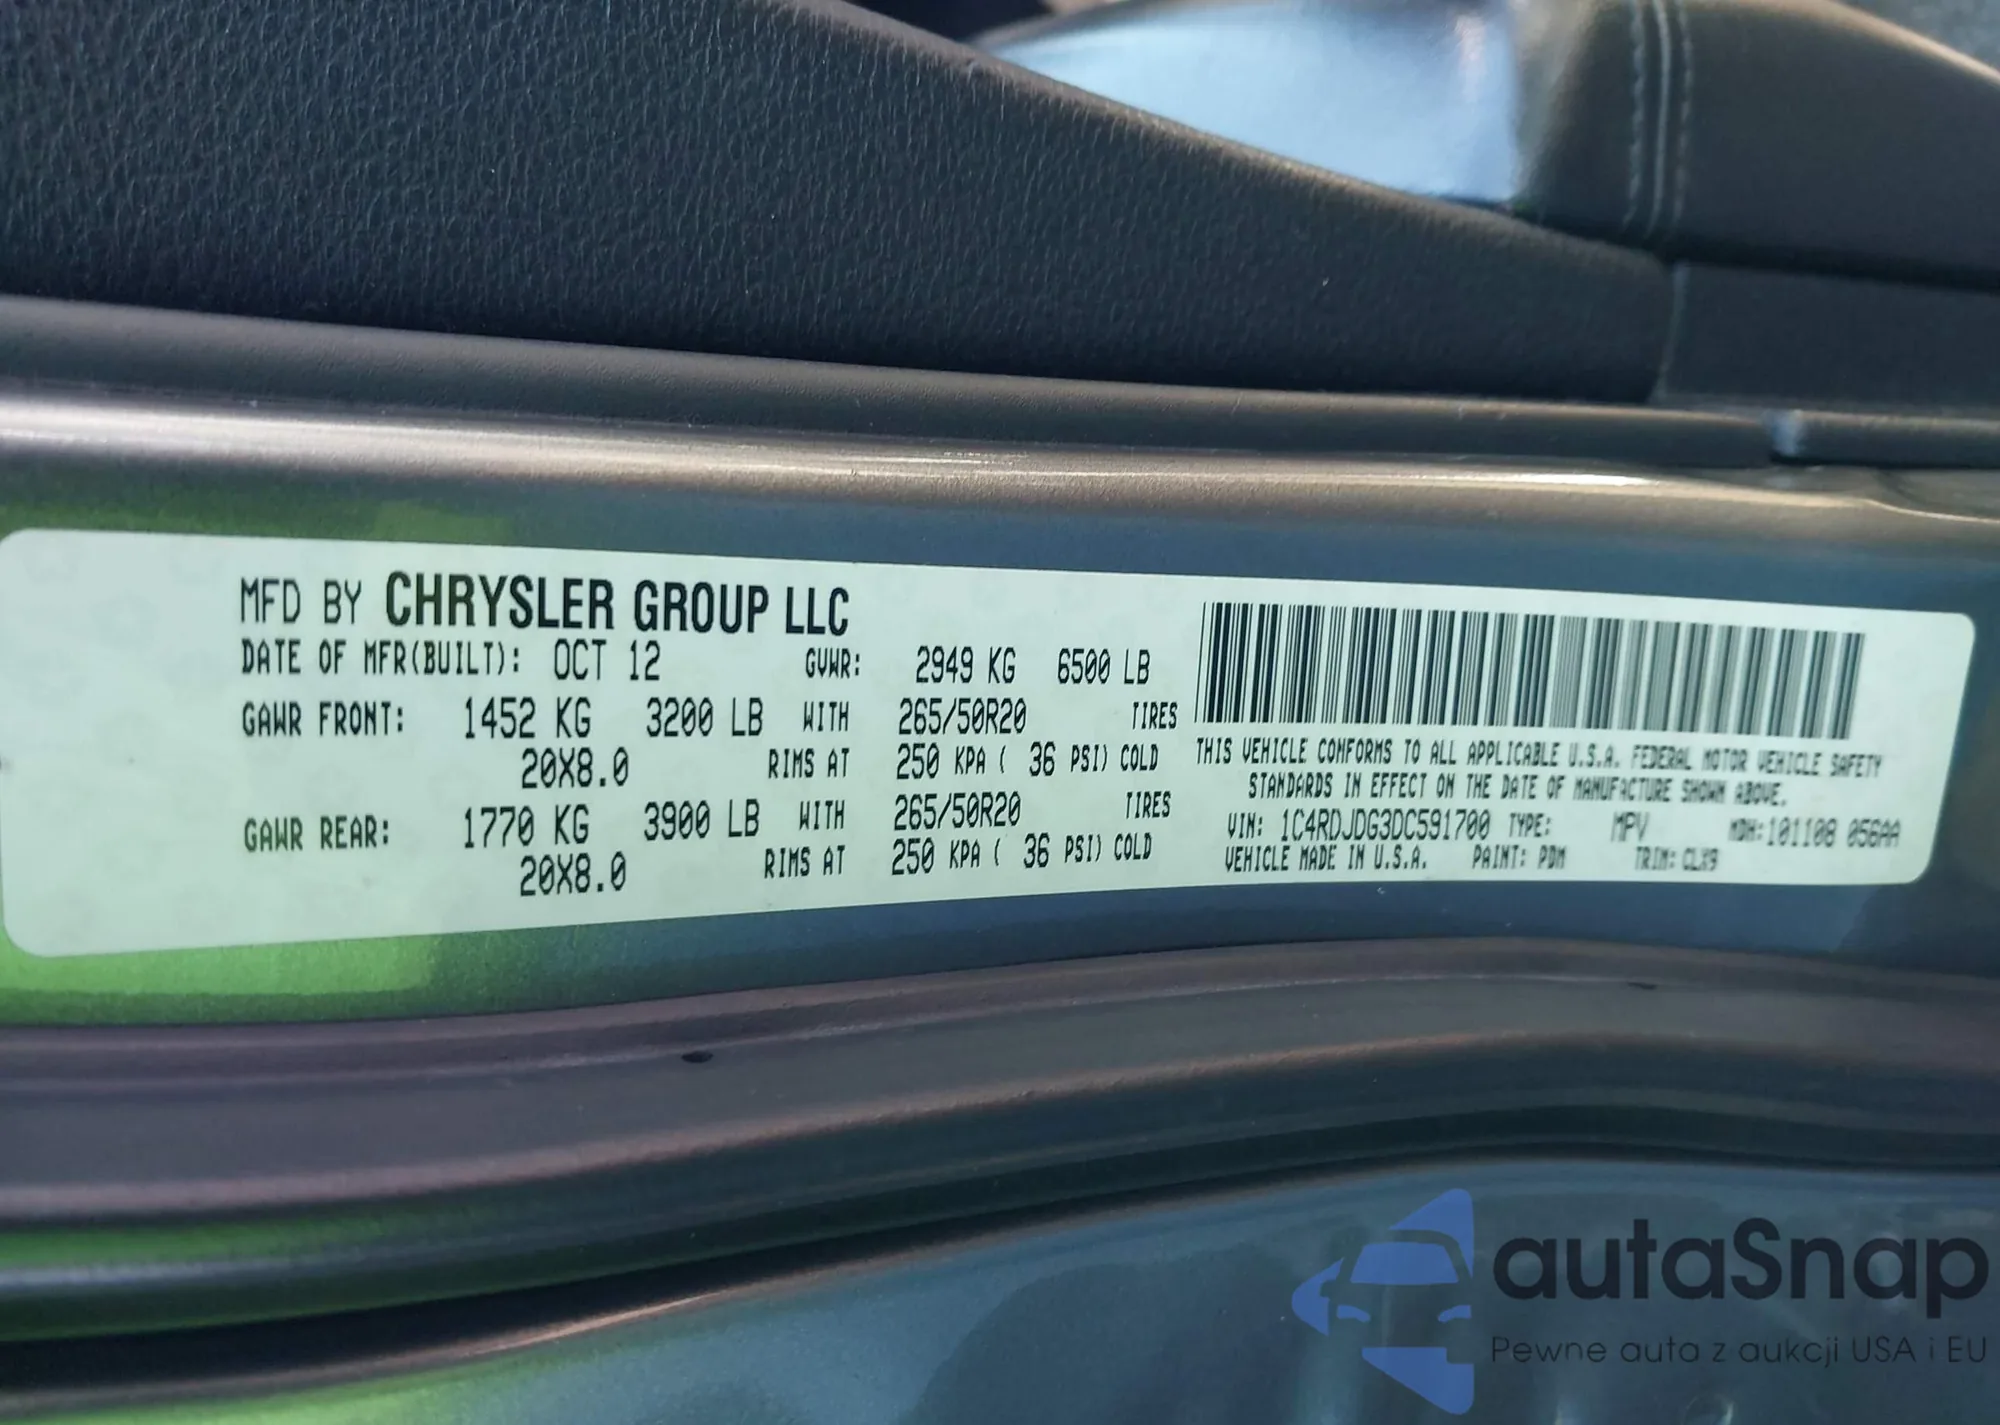 MFD BY CHRYSLER GROUP LLC
DATE OF MFR(BUILT): OCT 12 GVWR: 2949 KG 6500 LB
GAWR FRONT: 1452 KG 3200 LB WITH 265/50R20 TIRES
20X8.0 RIMS AT 250 KPA ( 36 PSI) COLD
GAWR REAR: 1770 KG 3900 LB WITH 265/50R20 TIRES
20X8.0 RIMS AT 250 KPA ( 36 PSI) COLD
THIS VEHICLE CONFORMS TO ALL APPLICABLE U.S.A. FEDERAL MOTOR VEHICLE SAFETY
STANDARDS IN EFFECT ON THE DATE OF MANUFACTURE SHOWN ABOVE.
VIN: 1C4RDJDG3DC591700 TYPE: MPV MDH:101108 056AA
VEHICLE MADE IN U.S.A. PAINT: PDM TRIM: CLX9
autaSnap
Pewne auta z aukcji USA i EU